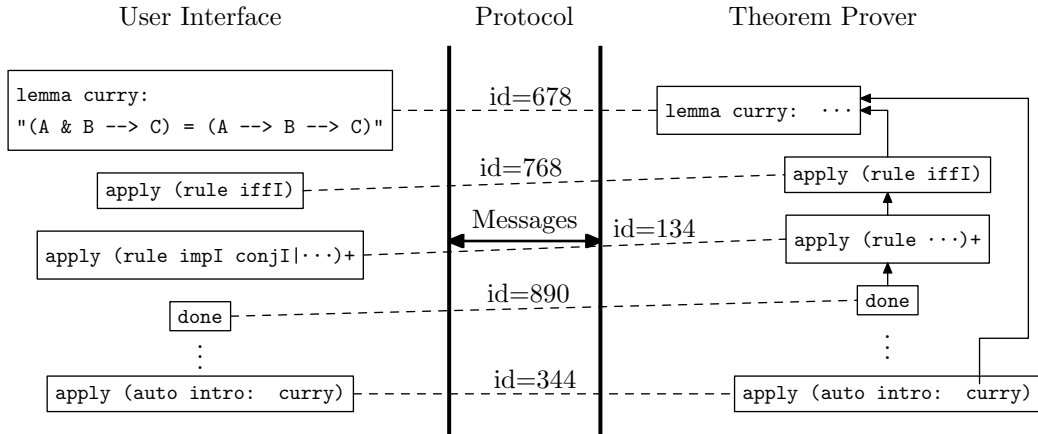 User Interface Protocol Theorem Prover
lemma curry:
"(A & B --> C) = (A --> B --> C)"
id=678
lemma curry: ···
apply (rule iffI)
id=768
apply (rule iffI)
Messages
id=134
apply (rule impI conjI|···)+
apply (rule ···)+
id=890
done
done
⋮
⋮
apply (auto intro: curry)
id=344
apply (auto intro: curry)